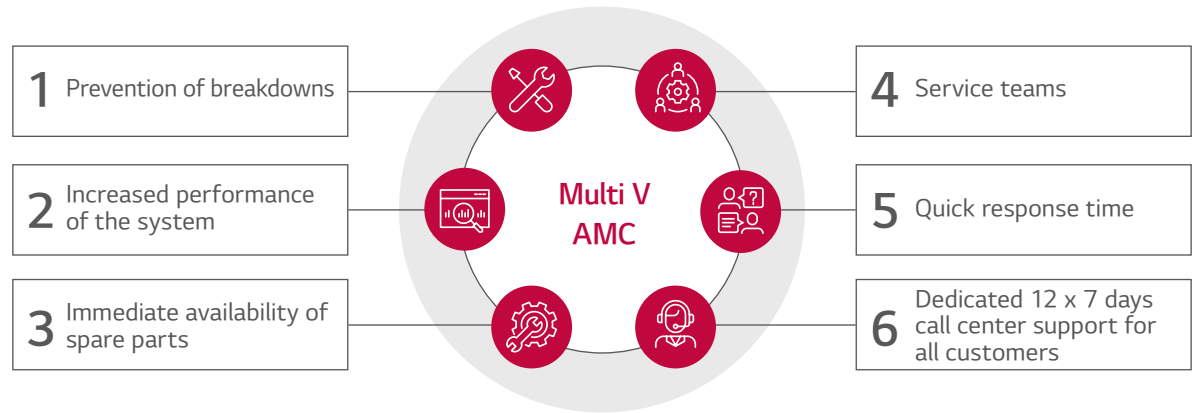 1 Prevention of breakdowns
2 Increased performance
of the system
3 Immediate availability of
spare parts
Multi V
AMC
?
4 Service teams
5 Quick response time
6 Dedicated 12 x 7 days
call center support for
all customers